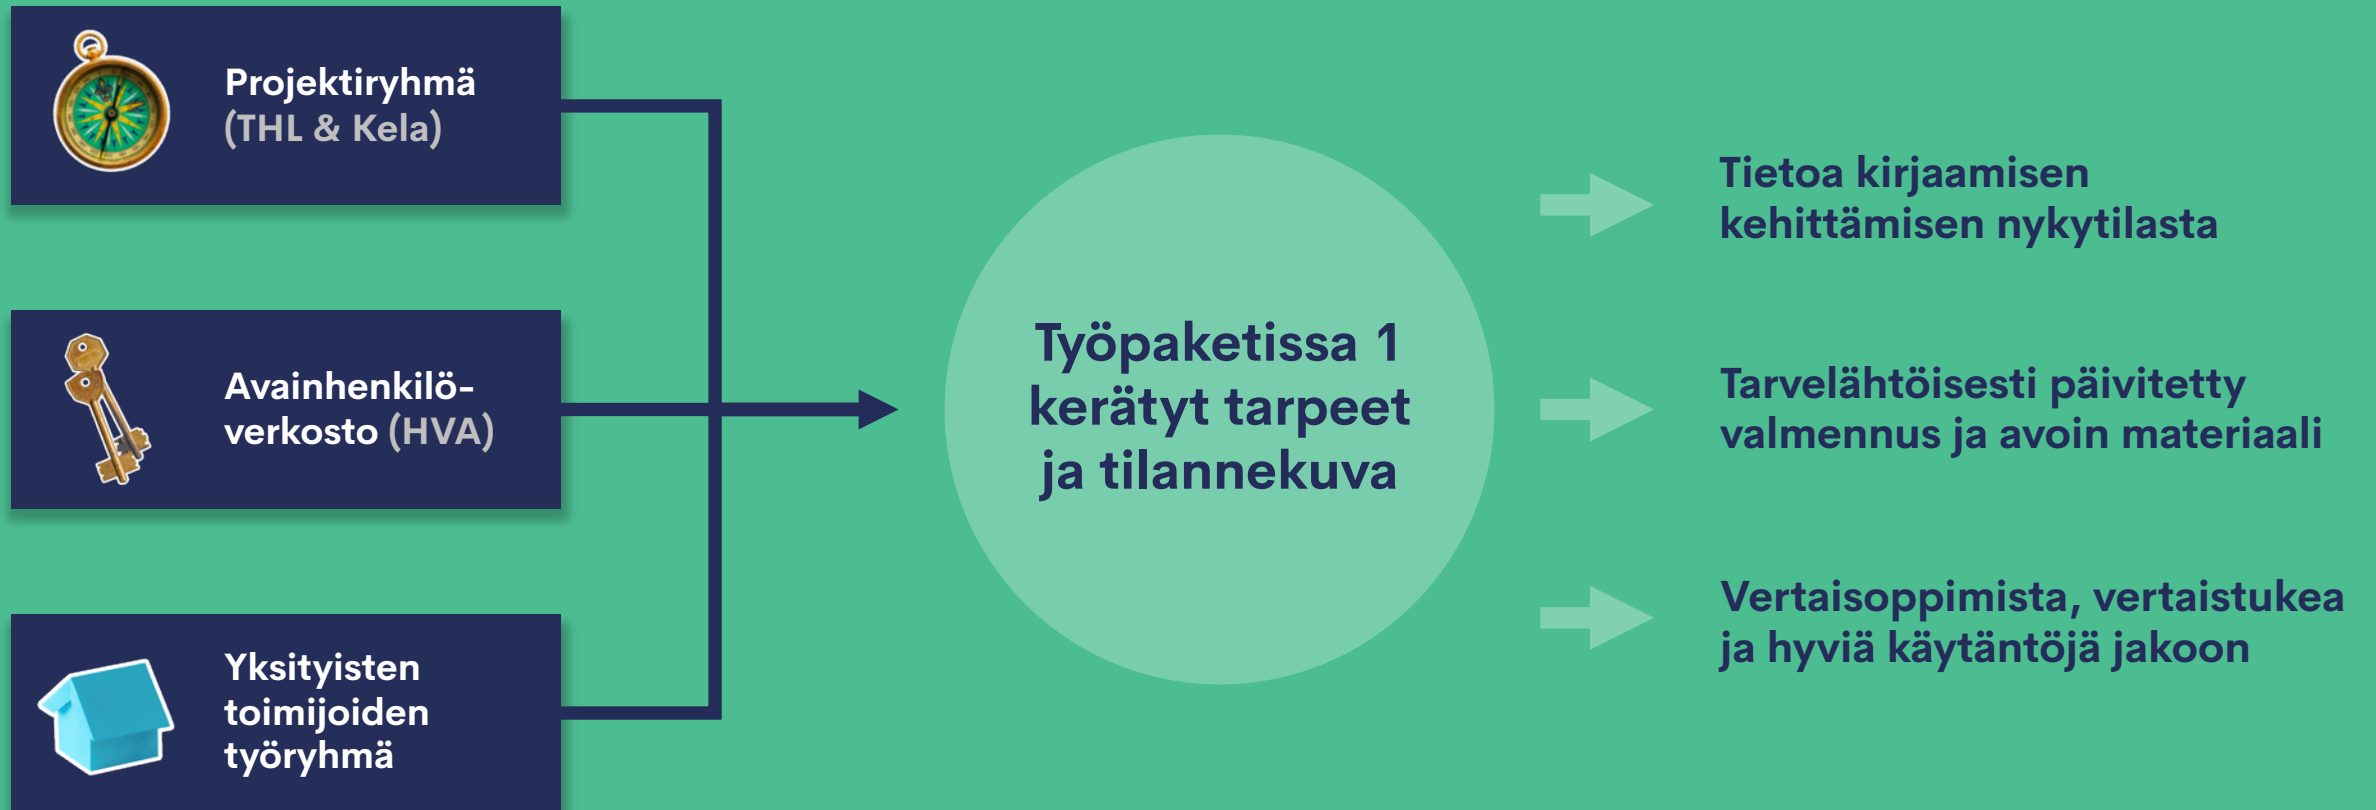 Projektiryhmä
(THL & Kela)
Avainhenkilö-
verkosto (HVA)
Yksityisten
toimijoiden
työryhmä
Työpaketissa 1
kerätyt tarpeet
ja tilannekuva
Tietoa kirjaamisen
kehittämisen nykytilasta
Tarvelähtöisesti päivitetty
valmennus ja avoin materiaali
Vertaisoppimista, vertaistukea
ja hyviä käytäntöjä jakoon